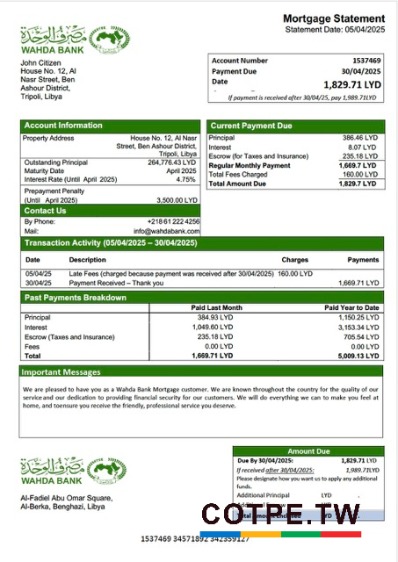 مصرف الوحدة
WAHDA BANK
Mortgage Statement
Statement Date: 05/04/2025
John Citizen
House No. 12, Al
Nasr Street, Ben
Ashour District,
Tripoli, Libya
Account Number 1537469
Payment Due 30/04/2025
Date 1,829.71 LYD
If payment is received after 30/04/25, pay 1,989.71LYD
Account Information
Property Address House No. 12, Al Nasr
Street, Ben Ashour District,
Tripoli, Libya
Outstanding Principal 264,776.43 LYD
Maturity Date April 2025
Interest Rate (Until April 2025) 4.75%
Prepayment Penalty
(Until April 2025) 3,500.00 LYD
Contact Us
By Phone: +218 61 222 4256
Mail: info@wahdabank.com
Current Payment Due
Principal 386.46 LYD
Interest 8.07 LYD
Escrow (for Taxes and Insurance) 235.18 LYD
Regular Monthly Payment 1,669.7 LYD
Total Fees Charged 160.00 LYD
Total Amount Due 1,829.7 LYD
Transaction Activity (05/04/2025 – 30/04/2025)
Date Description Charges Payments
05/04/25 Late Fees (charged because payment was received after 30/04/2025) 160.00 LYD
30/04/25 Payment Received – Thank you 1,669.71 LYD
Past Payments Breakdown
Paid Last Month Paid Year to Date
Principal 384.93 LYD 1,150.25 LYD
Interest 1,049.60 LYD 3,153.34 LYD
Escrow (Taxes and Insurance) 235.18 LYD 705.54 LYD
Fees 0.00 LYD 0.00 LYD
Total 1,669.71 LYD 5,009.13 LYD
Important Messages
We are pleased to have you as a Wahda Bank Mortgage customer. We are known throughout the country for the quality of our
service and our dedication to providing financial security for our customers. We will do everything we can to make you feel at
home, and toensure you receive the friendly, professional service you deserve.
مصرف الوحدة
WAHDA BANK
Al-Fadiel Abu Omar Square,
Al-Berka, Benghazi, Libya
Amount Due
Due By 30/04/2025: 1,829.71 LYD
If received after 30/04/2025: 1,989.71LYD
Please designate how you want us to apply any additional
funds.
Additional Principal LYD
COTPE.TW
1537469 34571892 342359127